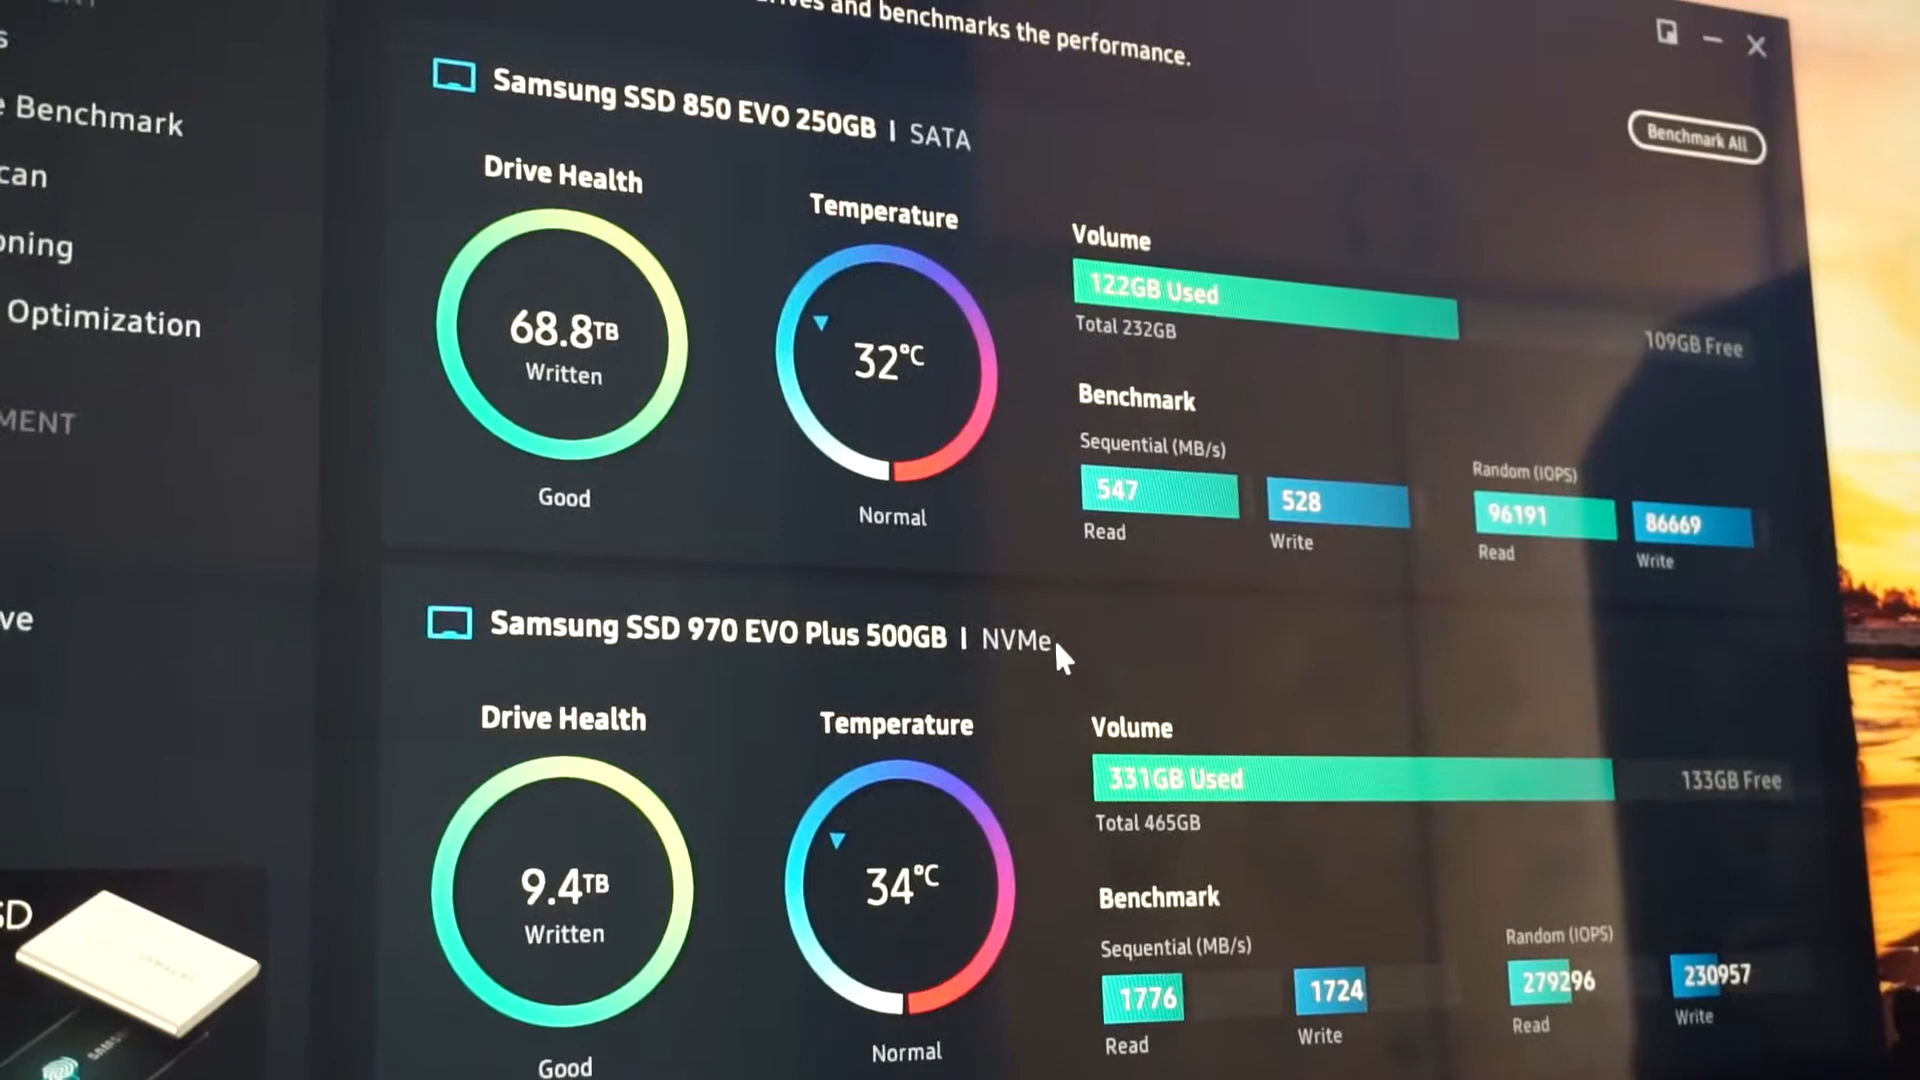 and benchmarks the performance.
Benchmark
Optimization
MENT
Benchmark All
Samsung SSD 850 EVO 250GB | SATA
Drive Health
68.8TB
Written
Good
Temperature
32°C
Normal
Volume
122GB Used
Total 232GB
109GB Free
Benchmark
Sequential (MB/s)
547
Read
528
Write
Random (IOPS)
96191
Read
86669
Write
Samsung SSD 970 EVO Plus 500GB | NVMe
Drive Health
9.4TB
Written
Good
Temperature
34°C
Normal
Volume
331GB Used
Total 465GB
133GB Free
Benchmark
Sequential (MB/s)
1776
Read
1724
Write
Random (IOPS)
279296
Read
230957
Write